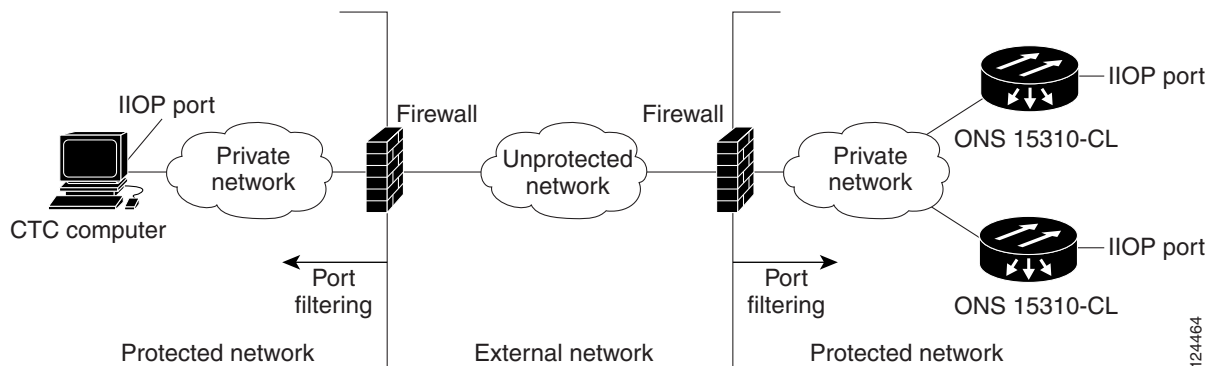 IIOP port
Private
network
CTC computer
Firewall
Unprotected
network
Firewall
Private
network
IIOP port
ONS 15310-CL
IIOP port
ONS 15310-CL
Port
filtering
Port
filtering
Protected network
External network
Protected network
124464